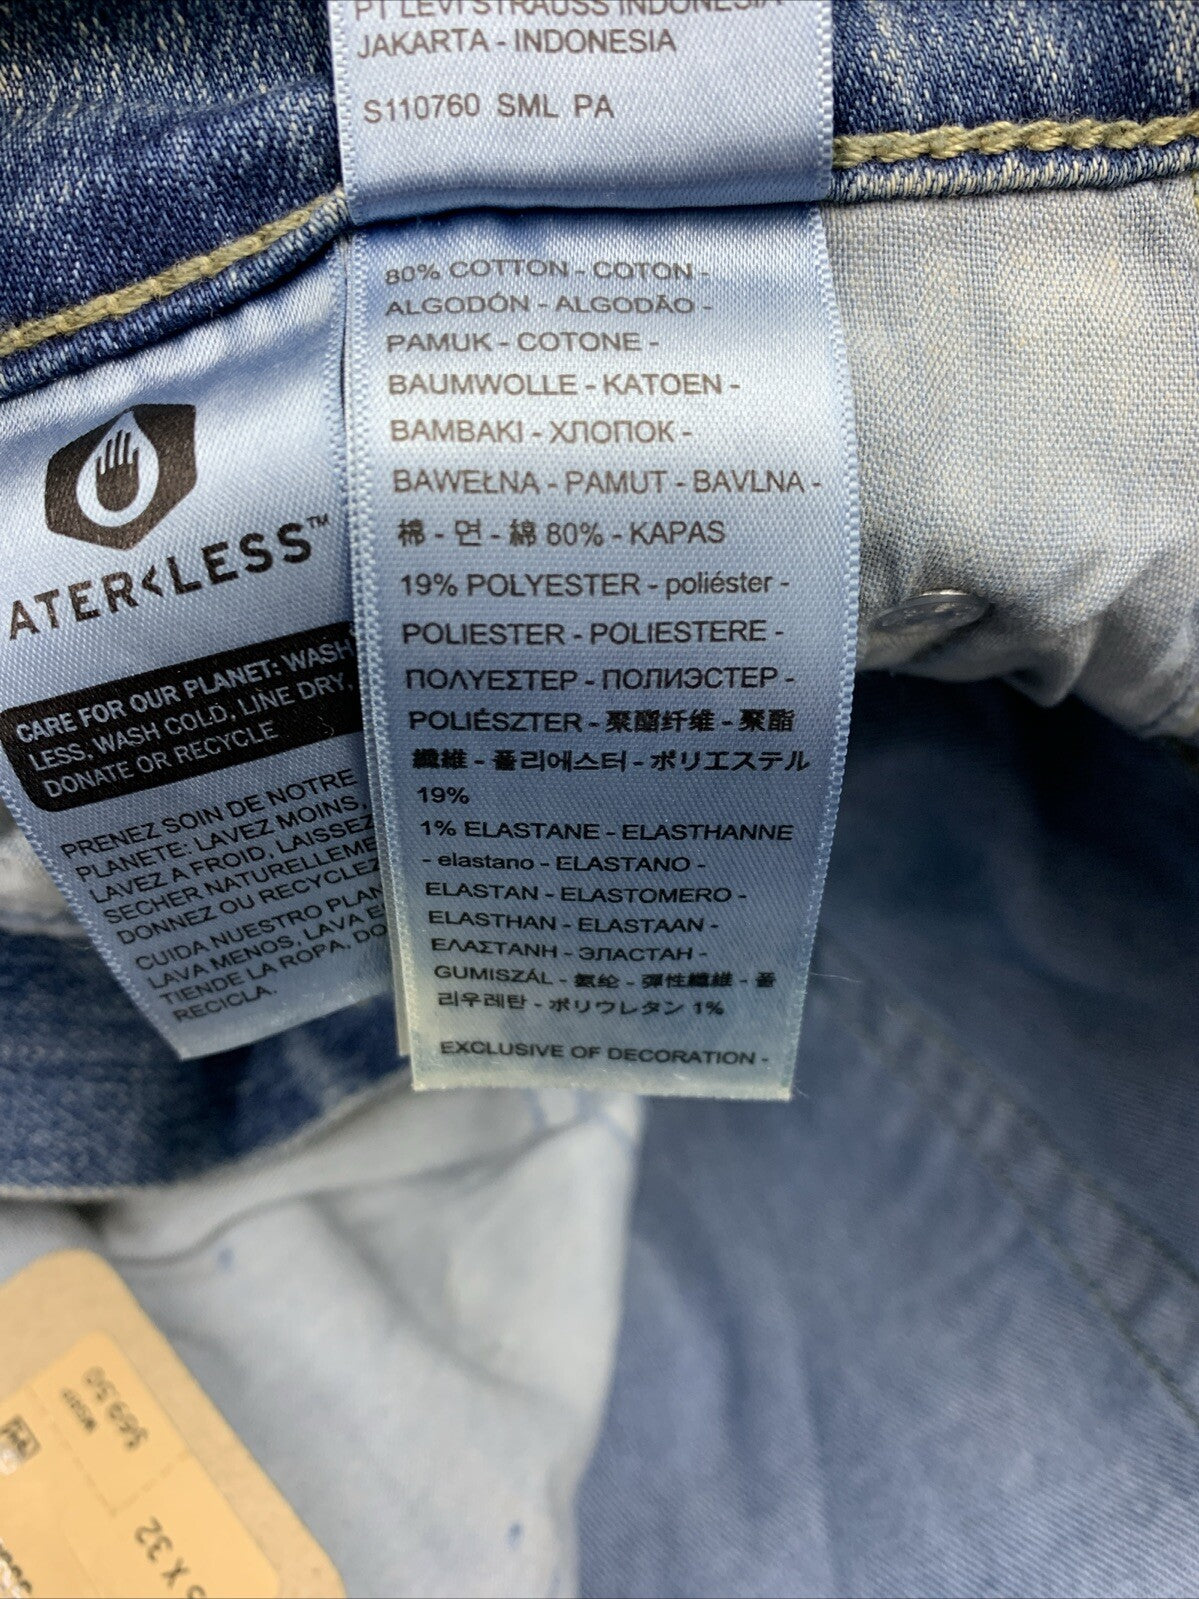 PT LEVI STRAUSS INDONESIA
JAKARTA - INDONESIA
S110760 SML PA
80% COTTON - COTON -
ALGODÓN - ALGODÃO -
PAMUK - COTONE -
BAUMWOLLE - KATOEN -
BAMBAKI - ХЛОПОК -
BAWEŁNA - PAMUT - BAVLNA -
棉 - 면 - 綿 80% - KAPAS
19% POLYESTER - poliéster -
POLIESTER - POLIESTERE -
ΠΟΛΥΕΣΤΕΡ - ПОЛИЭСТЕР -
POLIÉSZTER - 聚酯纤维 - 聚酯
纖維 - 폴리에스터 - ポリエステル
19%
1% ELASTANE - ELASTHANNE
- elastano - ELASTANO -
ELASTAN - ELASTOMERO -
ELASTHAN - ELASTAAN -
ΕΛΑΣΤΑΝΗ - ЭЛАСТАН -
GUMISZÁL - 氨纶 - 彈性纖維 - 폴
리우레탄 - ポリウレタン 1%
EXCLUSIVE OF DECORATION -
ATER<LESS™
CARE FOR OUR PLANET: WASH
LESS, WASH COLD, LINE DRY,
DONATE OR RECYCLE
PRENEZ SOIN DE NOTRE
PLANETE: LAVEZ MOINS,
LAVEZ A FROID, LAISSEZ
SECHER NATURELLEME
DONNEZ OU RECYCLEZ
CUIDA NUESTRO PLAN
LAVA MENOS, LAVA E
TIENDE LA ROPA, DO
RECICLA.
$69.50
X 32